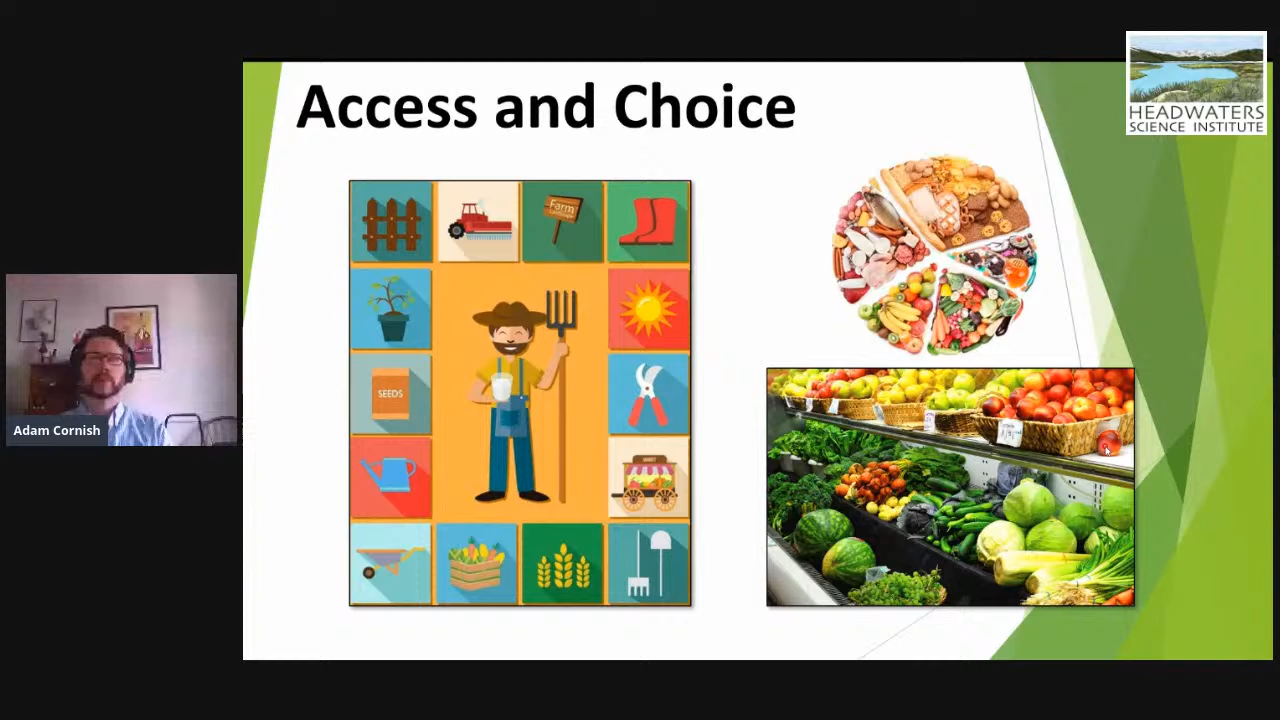 Access and Choice
HEADWATERS
SCIENCE INSTITUTE
Farm
SEEDS
Adam Cornish